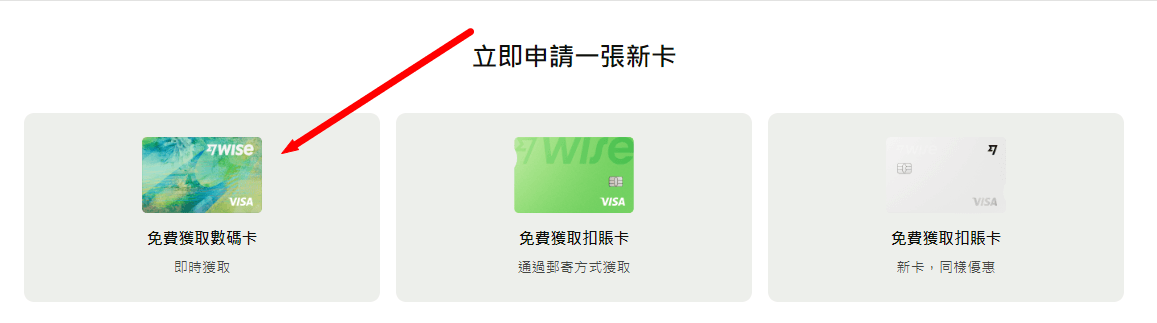 立即申請一張新卡
WISE
VISA
免費獲取數碼卡
即時獲取
WISE
VISA
免費獲取扣賬卡
通過郵寄方式獲取
VISA
免費獲取扣賬卡
新卡，同樣優惠